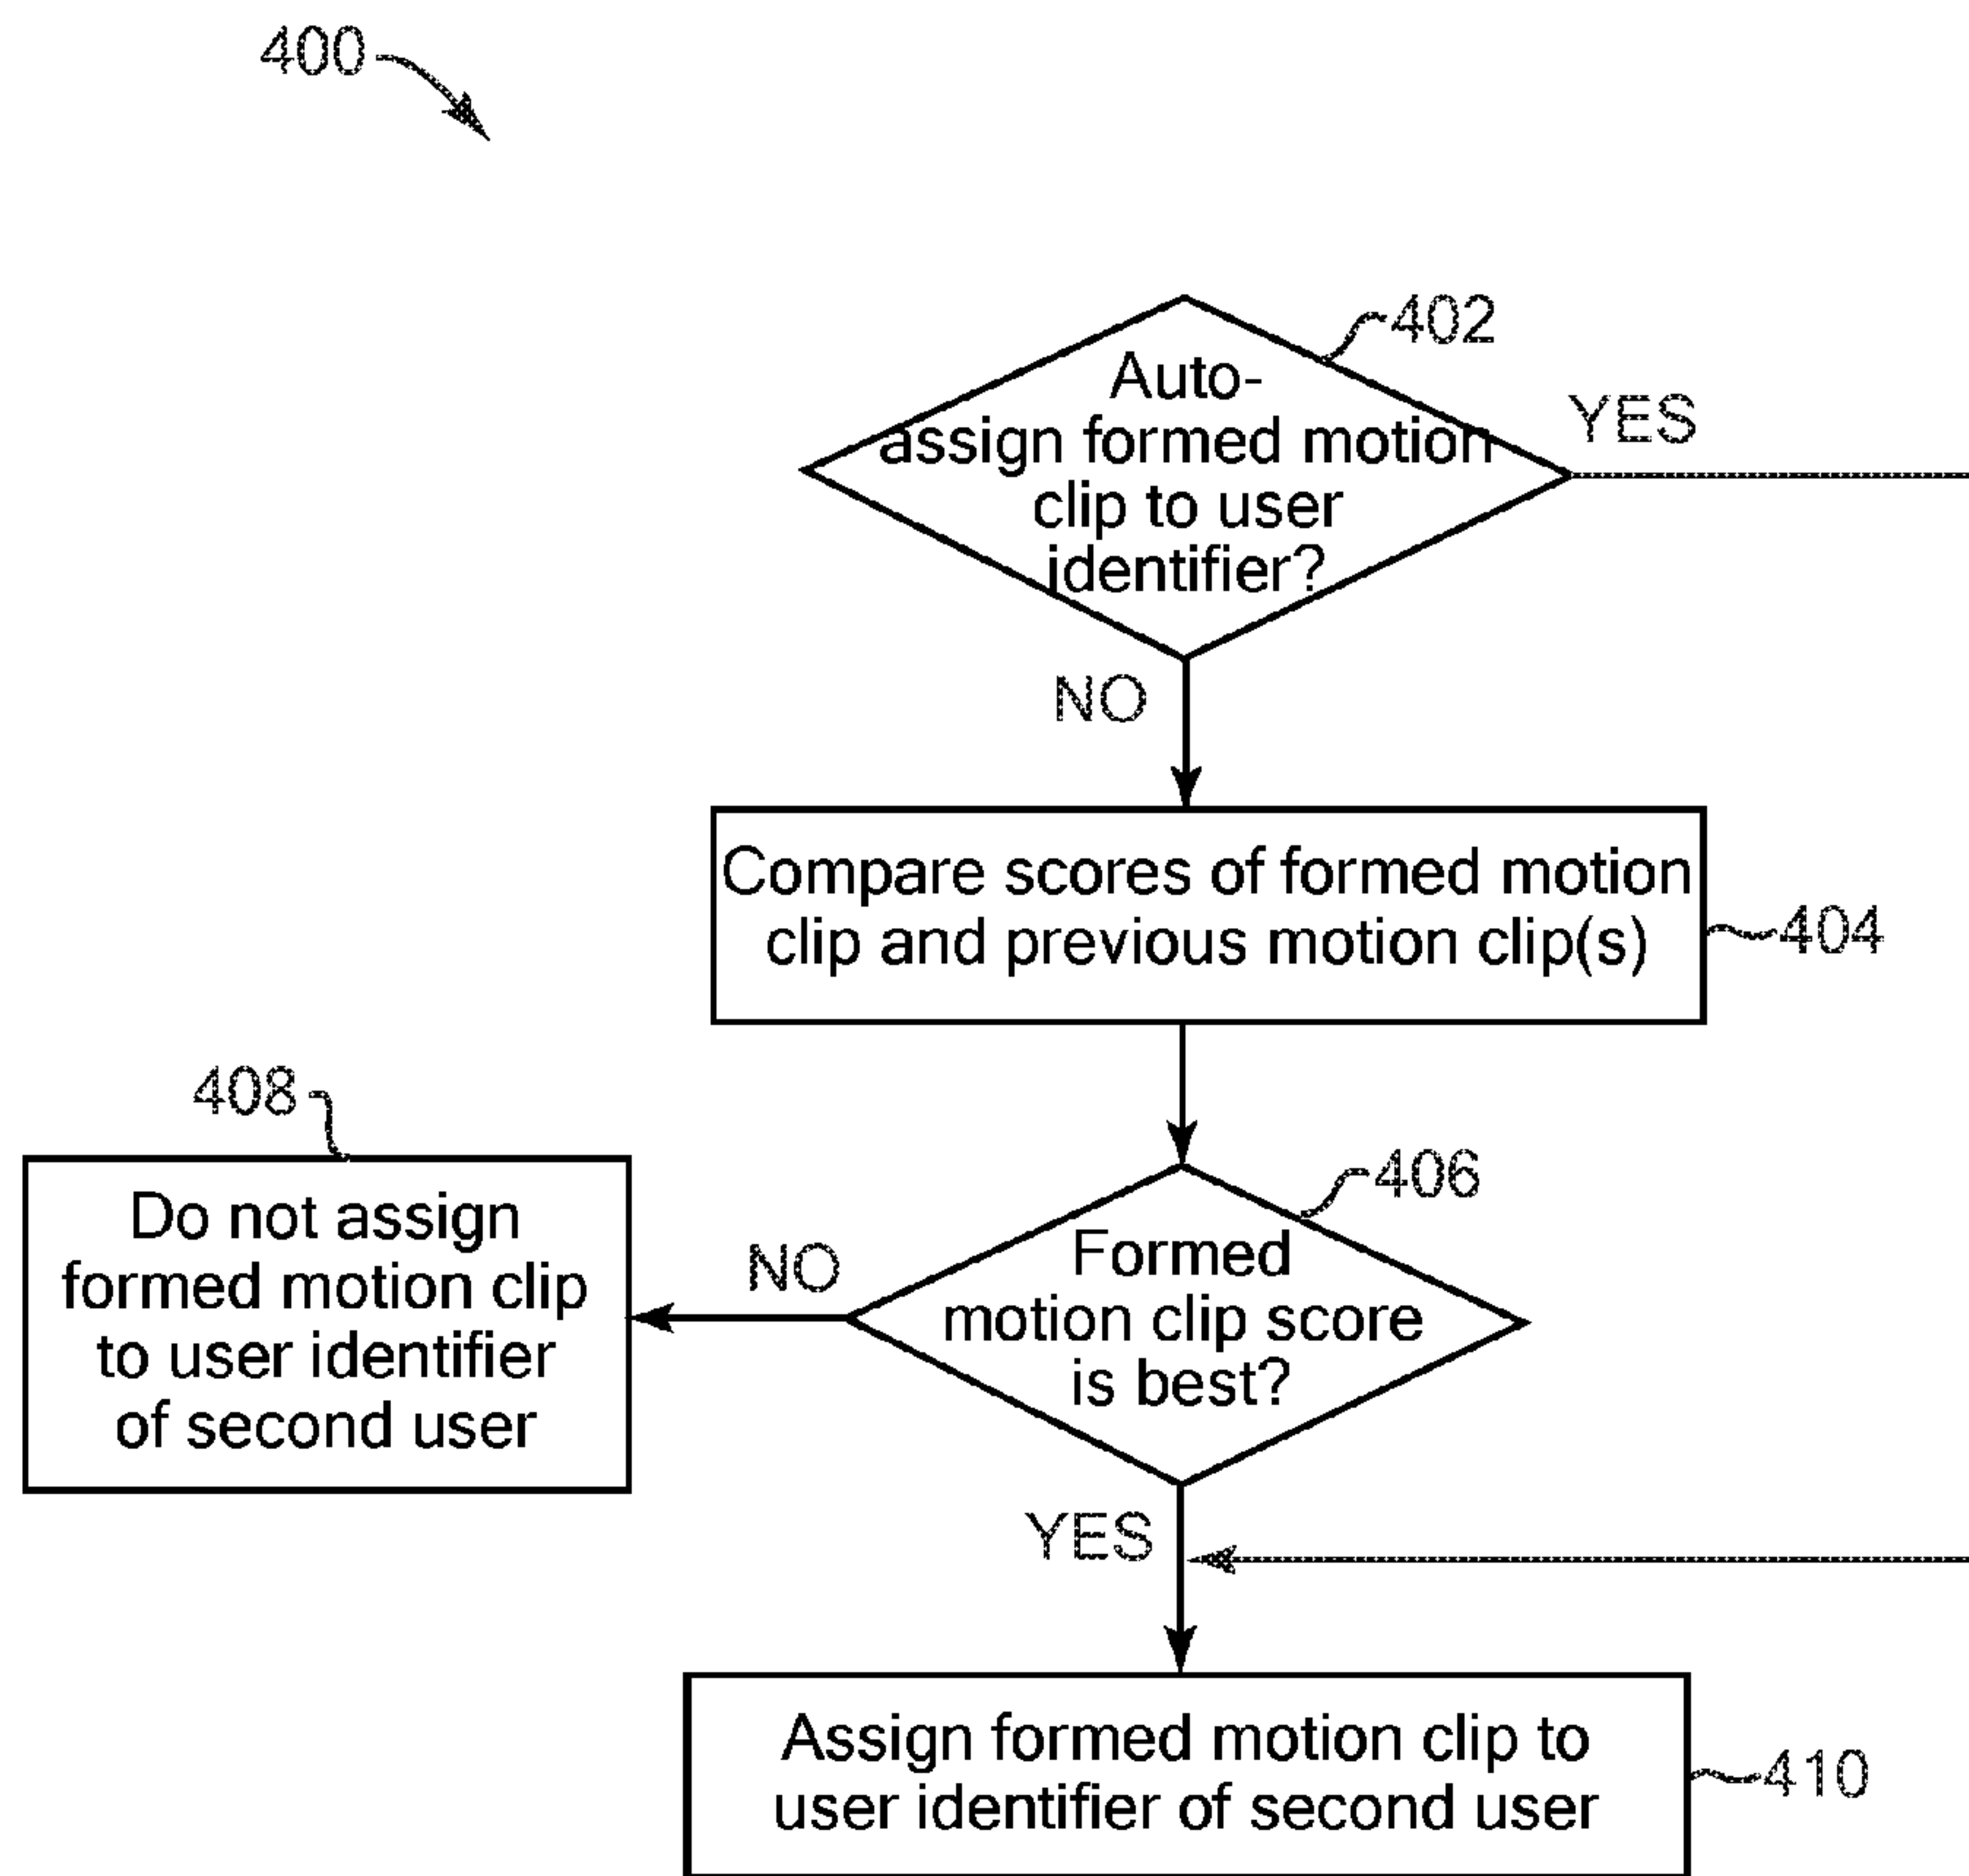 400
402
Auto-
assign formed motion
clip to user
identifier?
YES
NO
Compare scores of formed motion
clip and previous motion clip(s)
404
408
Do not assign
formed motion clip
to user identifier
of second user
NO
406
Formed
motion clip score
is best?
YES
Assign formed motion clip to
user identifier of second user
410